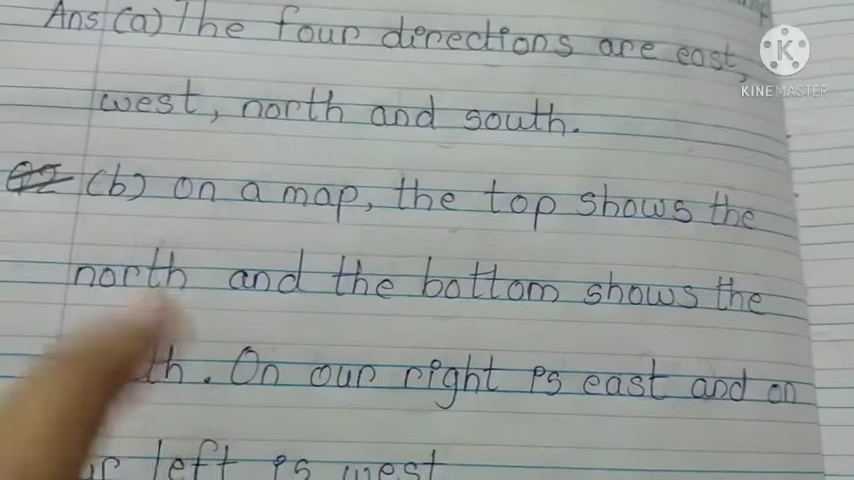 Ans (a) The four directions are east,
KINEMASTER
west, north and south.
(b) on a map, the top shows the
north and the bottom shows the
th. On our right is east and on
left is west